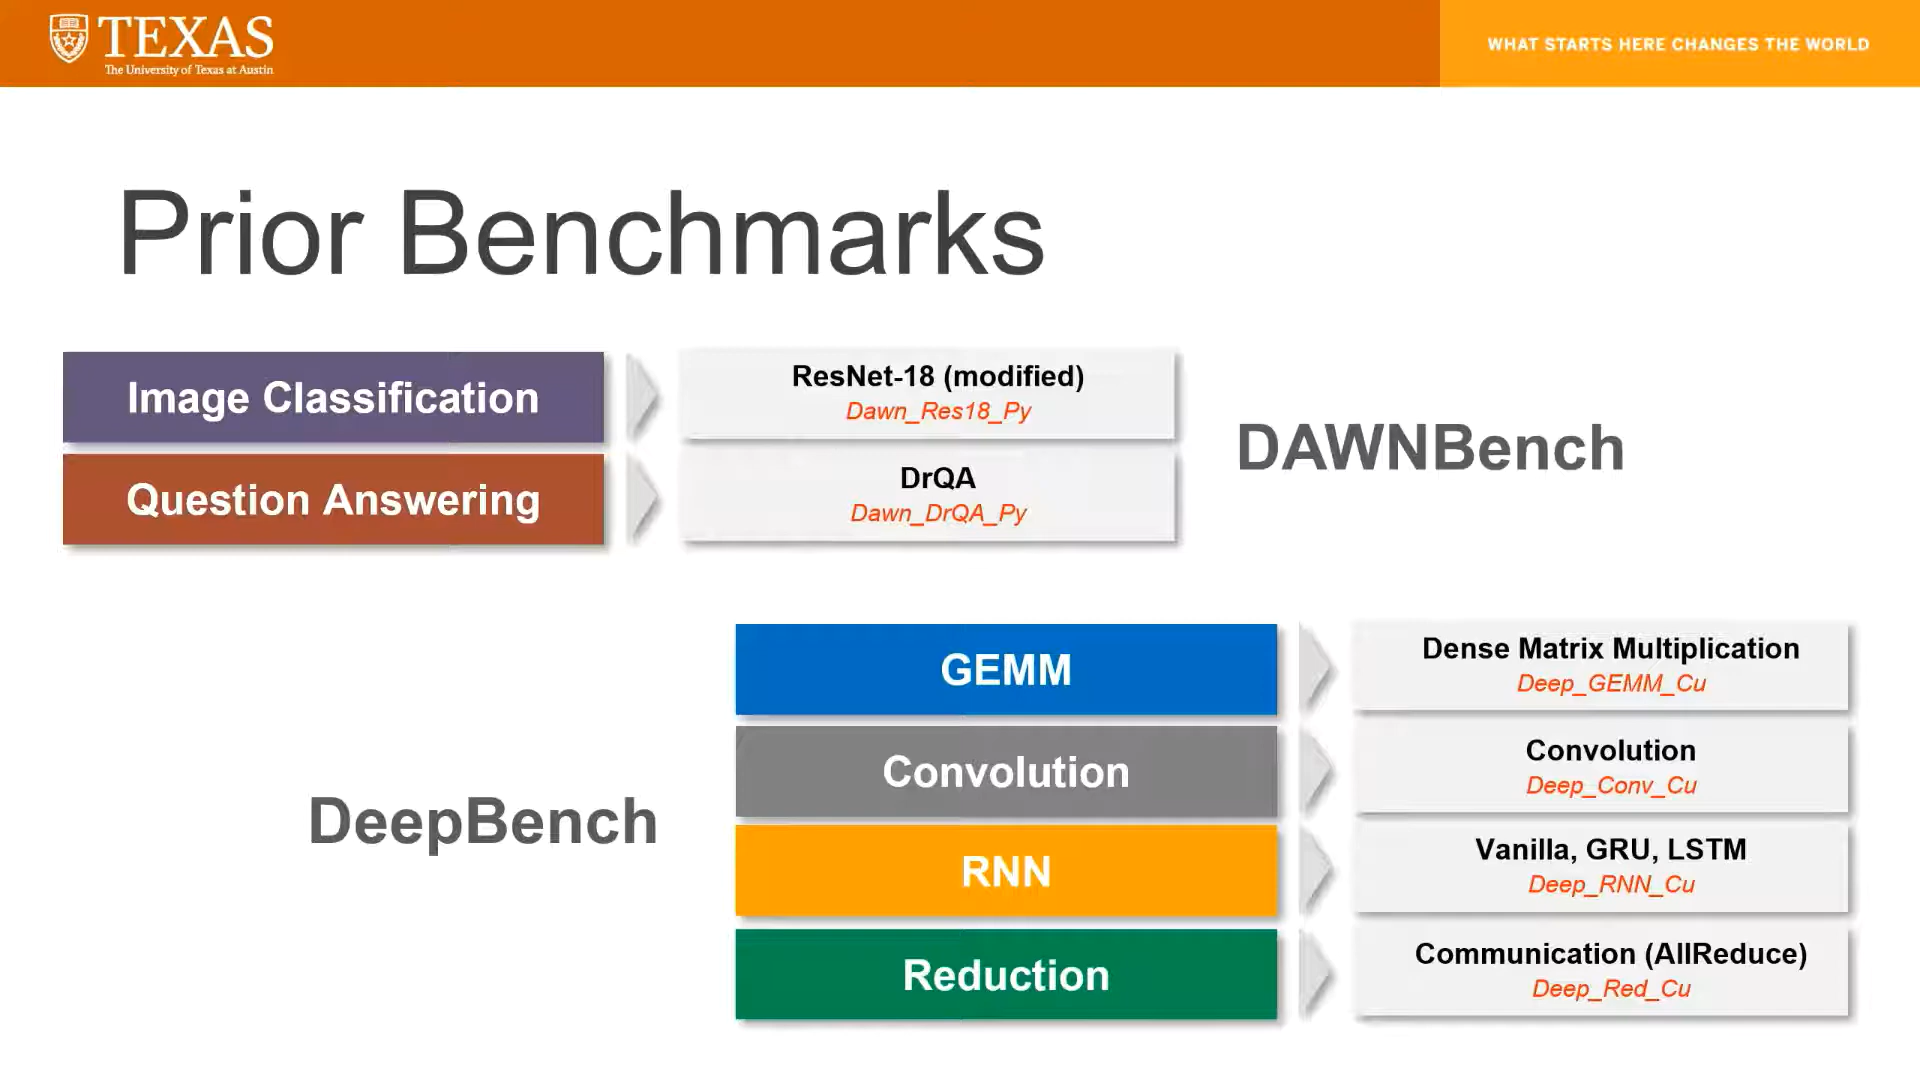 TEXAS
The University of Texas at Austin
WHAT STARTS HERE CHANGES THE WORLD
Prior Benchmarks
Image Classification
ResNet-18 (modified)
Dawn_Res18_Py
Question Answering
DrQA
Dawn_DrQA_Py
DAWNBench
DeepBench
GEMM
Dense Matrix Multiplication
Deep_GEMM_Cu
Convolution
Convolution
Deep_Conv_Cu
RNN
Vanilla, GRU, LSTM
Deep_RNN_Cu
Reduction
Communication (AllReduce)
Deep_Red_Cu